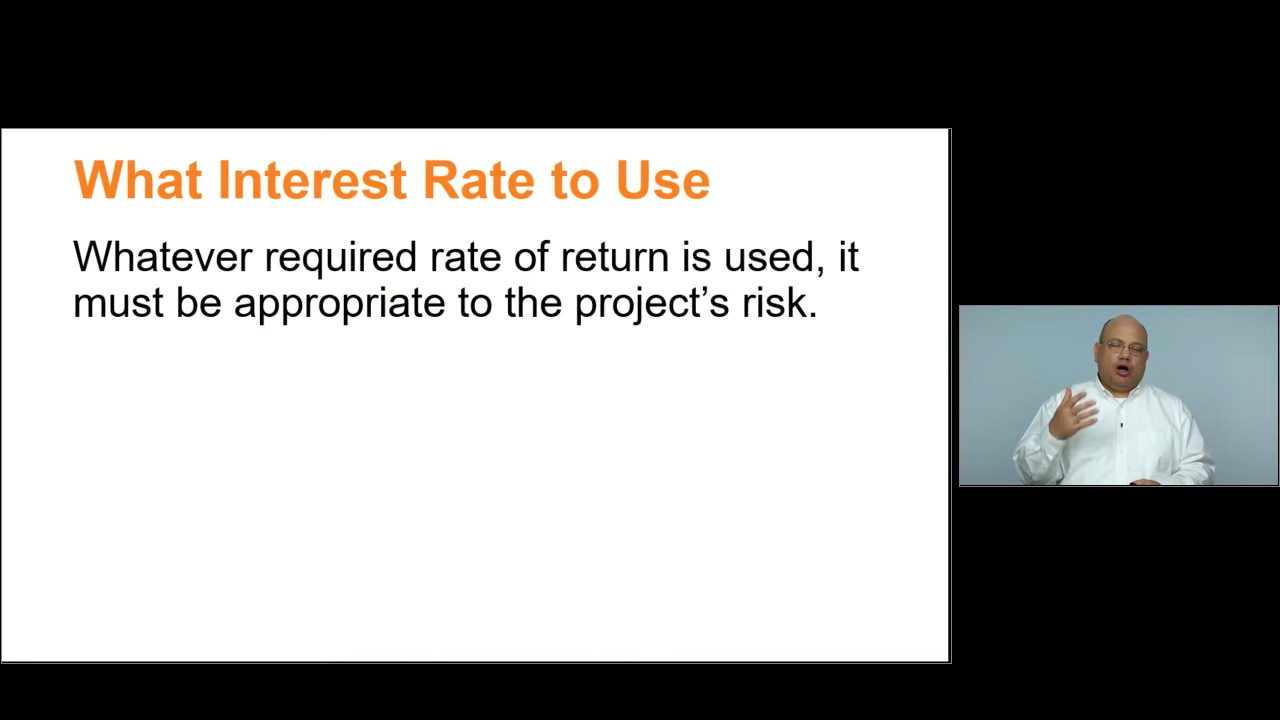 What Interest Rate to Use
Whatever required rate of return is used, it
must be appropriate to the project’s risk.